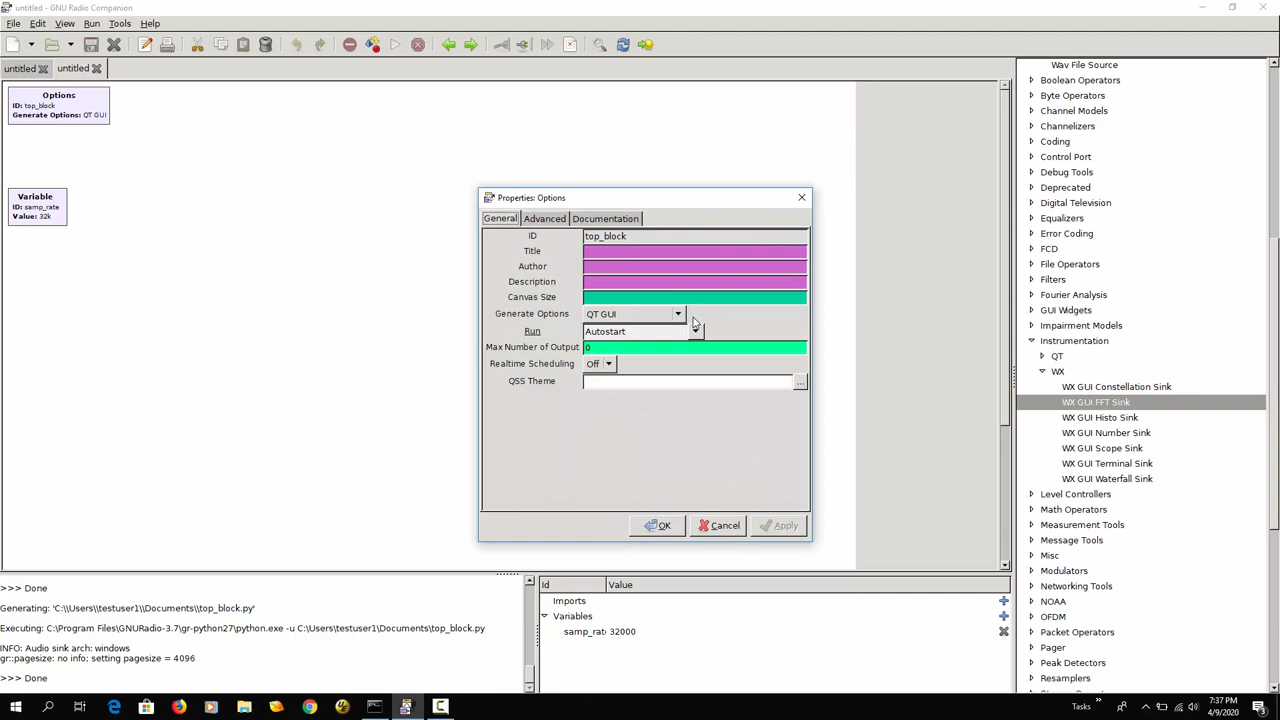 untitled - GNU Radio Companion
File Edit View Run Tools Help
untitled untitled
Options
ID: top_block
Generate Options: QT GUI
Variable
ID: samp_rate
Value: 32k
Properties: Options
General Advanced Documentation
ID top_block
Title
Author
Description
Canvas Size
Generate Options QT GUI
Run Autostart
Max Number of Output 0
Realtime Scheduling Off
QSS Theme ...
OK Cancel Apply
Wav File Source
Boolean Operators
Byte Operators
Channel Models
Channelizers
Coding
Control Port
Debug Tools
Deprecated
Digital Television
Equalizers
Error Coding
FCD
File Operators
Filters
Fourier Analysis
GUI Widgets
Impairment Models
Instrumentation
QT
WX
WX GUI Constellation Sink
WX GUI FFT Sink
WX GUI Histo Sink
WX GUI Number Sink
WX GUI Scope Sink
WX GUI Terminal Sink
WX GUI Waterfall Sink
Level Controllers
Math Operators
Measurement Tools
Message Tools
Misc
Modulators
Networking Tools
NOAA
OFDM
Packet Operators
Pager
Peak Detectors
Resamplers
>>> Done
Generating: 'C:\\Users\\testuser1\\Documents\\top_block.py'
Executing: C:\Program Files\GNURadio-3.7\gr-python27\python.exe -u C:\Users\testuser1\Documents\top_block.py
INFO: Audio sink arch: windows
gr::pagesize: no info; setting pagesize = 4096
>>> Done
Id Value
Imports
Variables
samp_rat 32000
Tasks
7:37 PM
4/9/2020